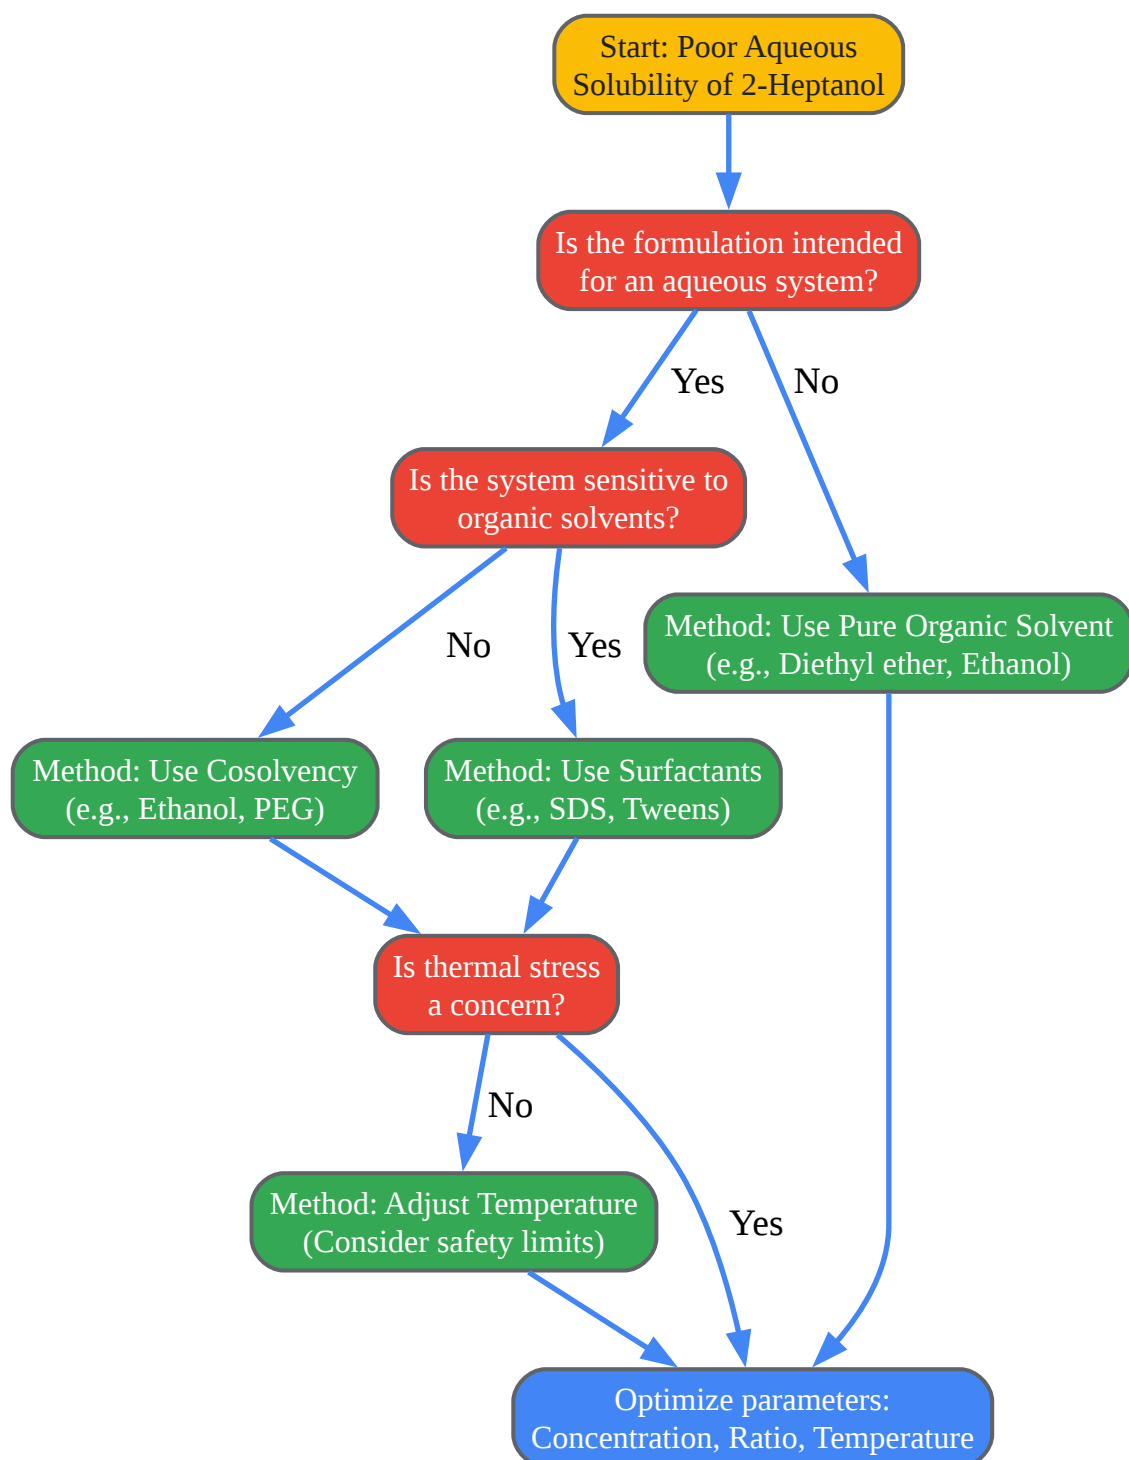 Start: Poor Aqueous
Solubility of 2-Heptanol
Is the formulation intended
for an aqueous system?
Yes
No
Is the system sensitive to
organic solvents?
Method: Use Pure Organic Solvent
(e.g., Diethyl ether, Ethanol)
No
Yes
Method: Use Cosolvency
(e.g., Ethanol, PEG)
Method: Use Surfactants
(e.g., SDS, Tweens)
Is thermal stress
a concern?
No
Method: Adjust Temperature
(Consider safety limits)
Yes
Optimize parameters:
Concentration, Ratio, Temperature